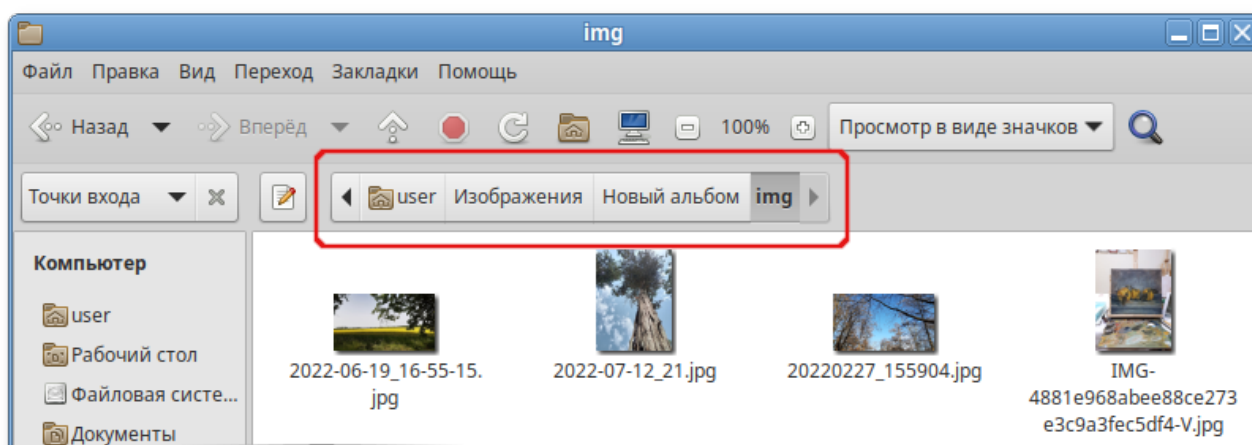 img
Файл Правка Вид Переход Закладки Помощь
Назад Вперёд 100% Просмотр в виде значков
Точки входа user Изображения Новый альбом img
Компьютер
user
Рабочий стол
Файловая систе...
Документы
2022-06-19_16-55-15.
jpg
2022-07-12_21.jpg
20220227_155904.jpg
IMG-
4881e968abee88ce273
e3c9a3fec5df4-V.jpg